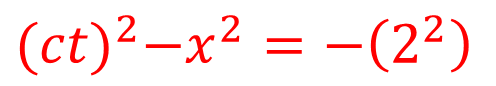 (ct)²−x² = −(2²)